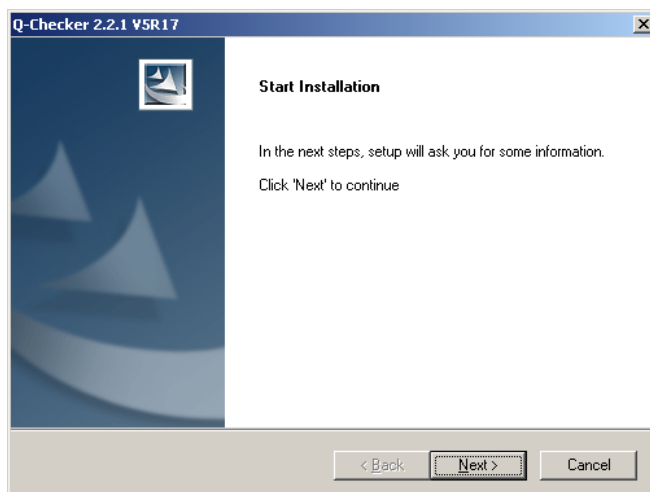 Q-Checker 2.2.1 V5R17
Start Installation
In the next steps, setup will ask you for some information.
Click 'Next' to continue
< Back
Next >
Cancel